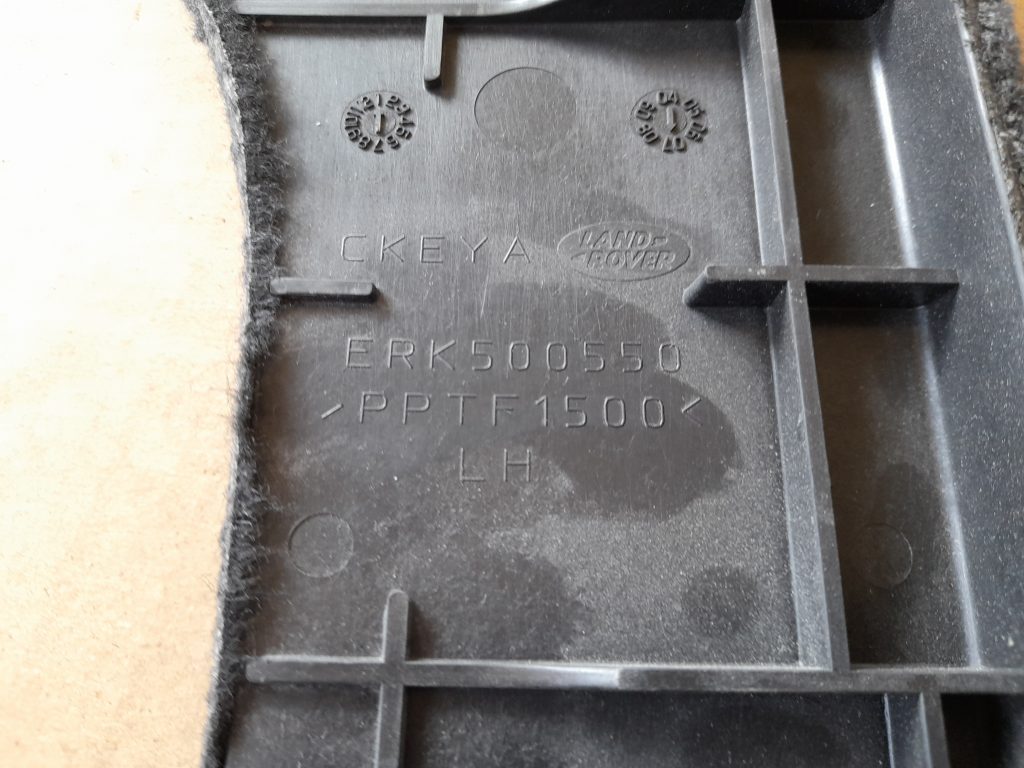 CKEYA LAND-ROVER
ERK500550
>PPTF1500<
LH